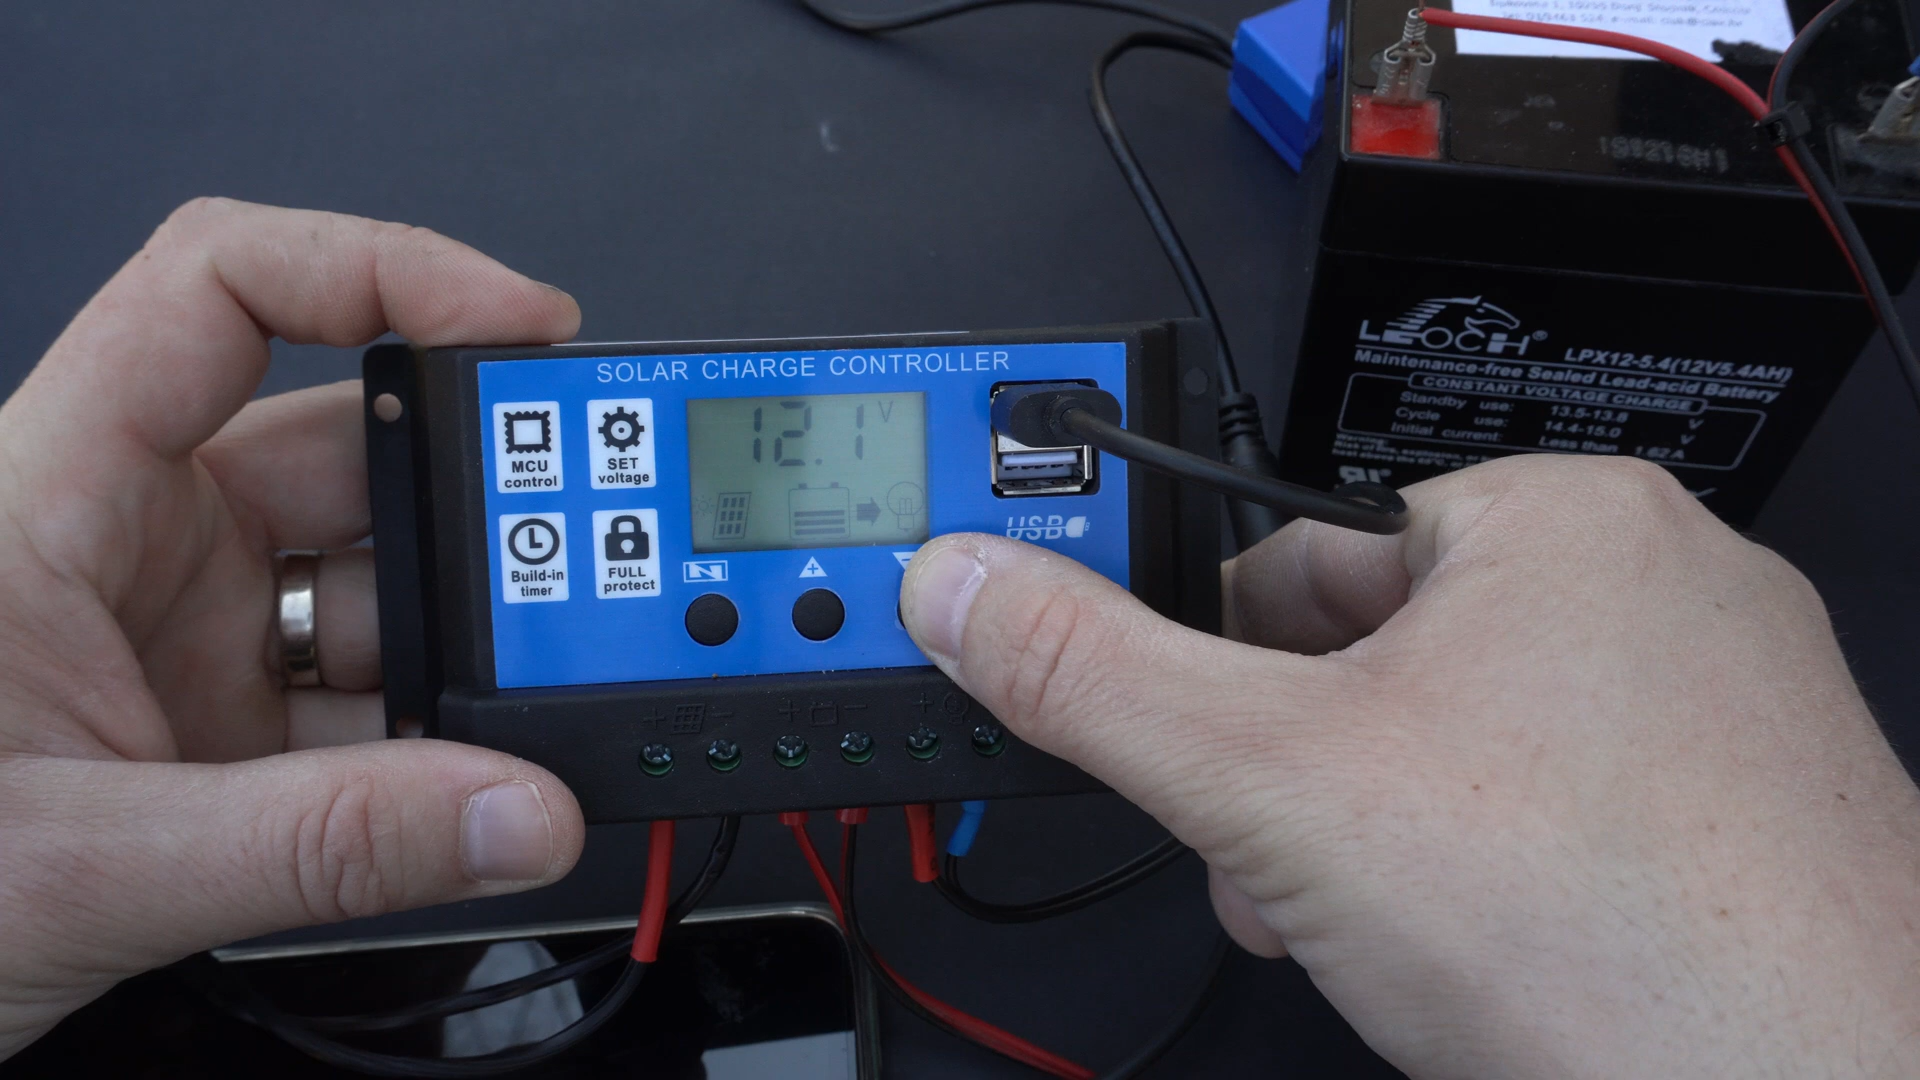 SOLAR CHARGE CONTROLLER
MCU
control
SET
voltage
Build-in
timer
FULL
protect
12.1 V
USB
LEOCH®
LPX12-5.4(12V5.4AH)
Maintenance-free Sealed Lead-acid Battery
CONSTANT VOLTAGE CHARGE
Standby use: 13.5-13.8 V
Cycle use: 14.4-15.0 V
Initial current: Less than 1.62 A